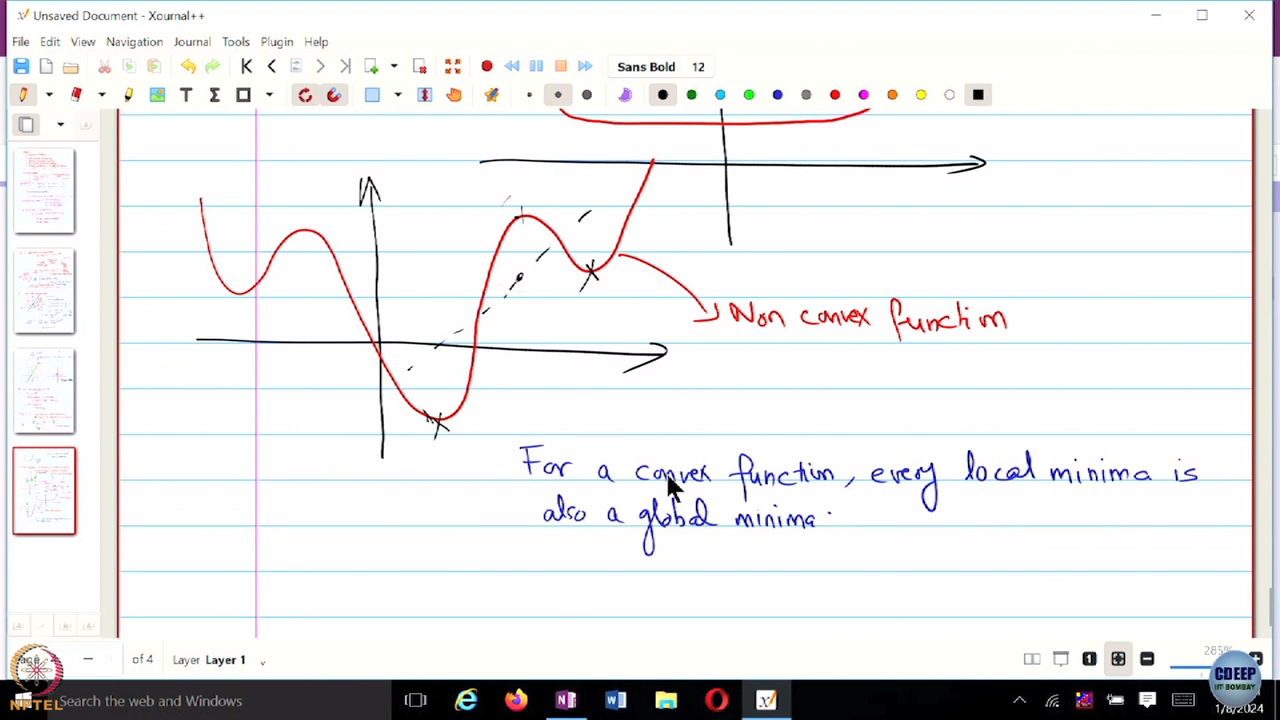 Unsaved Document - Xournal++
File Edit View Navigation Journal Tools Plugin Help
Sans Bold 12
Non convex function
For a convex function, every local minima is
also a global minima.
of 4 Layer Layer 1
285%
Search the web and Windows
1/8/2024
NPTEL
CDEEP
IIT BOMBAY